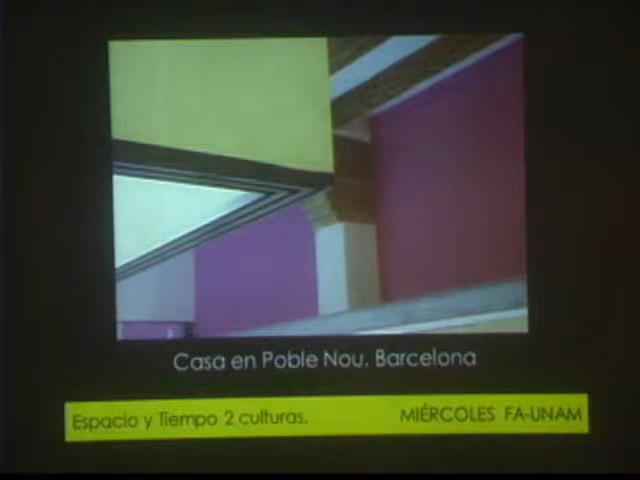 Casa en Poble Nou. Barcelona
Espacio y Tiempo 2 culturas. MIÉRCOLES FA-UNAM